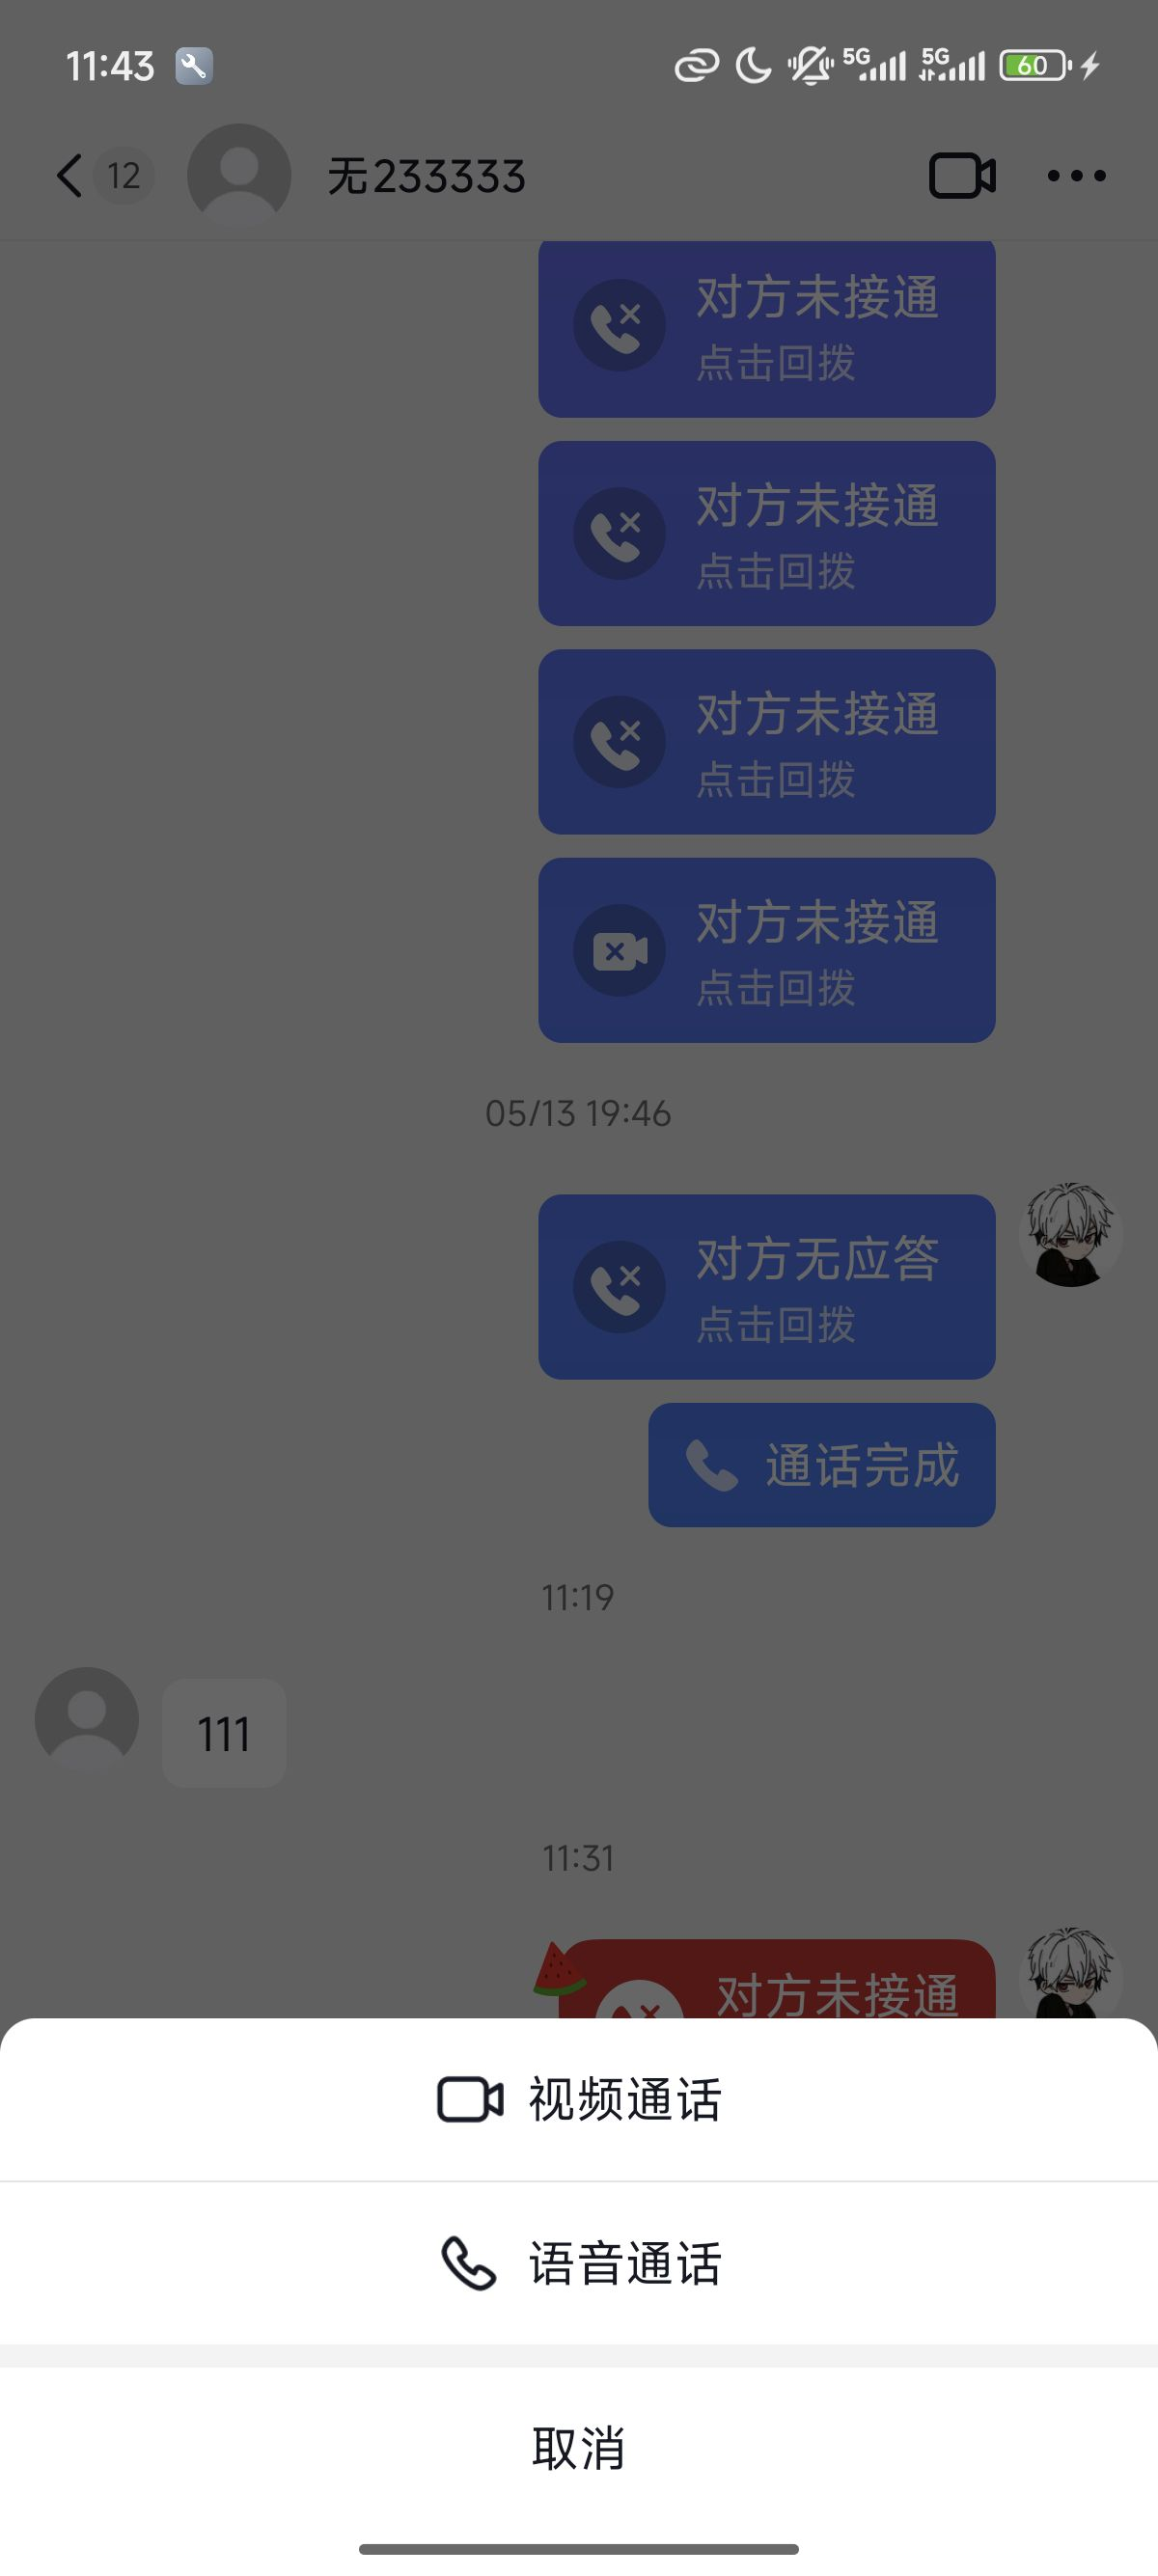 11:43
5G 5G 60
12 无233333
对方未接通
点击回拨
对方未接通
点击回拨
对方未接通
点击回拨
对方未接通
点击回拨
05/13 19:46
对方无应答
点击回拨
通话完成
11:19
111
11:31
对方未接通
视频通话
语音通话
取消